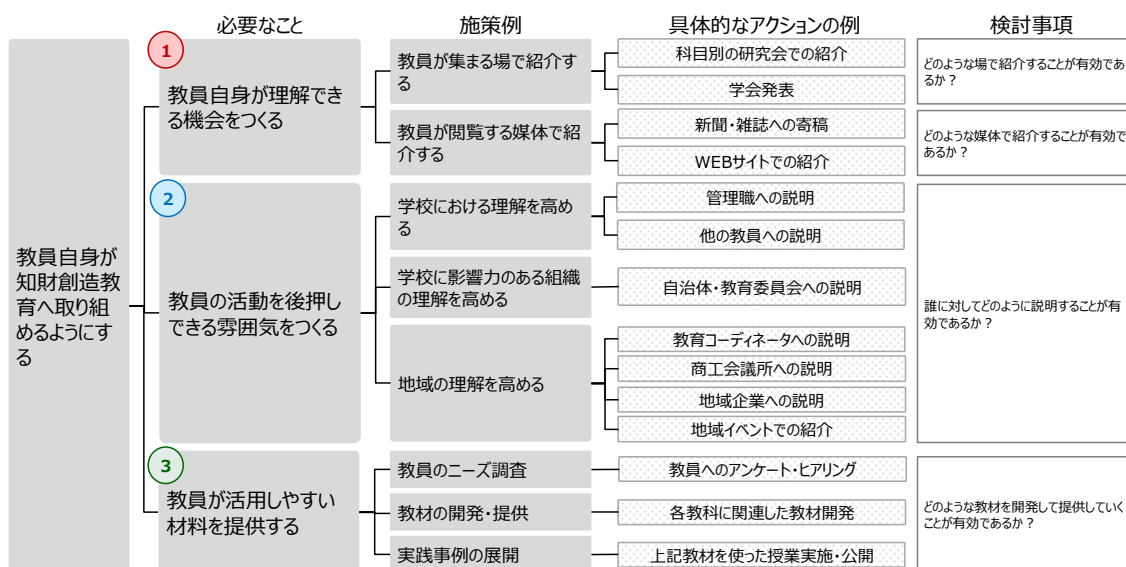 必要なこと
施策例
具体的なアクションの例
検討事項
教員自身が
知財創造教
育へ取り組
めるようにす
る
1
教員自身が理解でき
る機会をつくる
教員が集まる場で紹介す
る
科目別の研究会での紹介
学会発表
どのような場で紹介することが有効であ
るか？
教員が閲覧する媒体で紹
介する
新聞・雑誌への寄稿
WEBサイトでの紹介
どのような媒体で紹介することが有効で
あるか？
2
教員の活動を後押し
できる雰囲気をつくる
学校における理解を高め
る
管理職への説明
他の教員への説明
学校に影響力のある組織
の理解を高める
自治体・教育委員会への説明
地域の理解を高める
教育コーディネータへの説明
商工会議所への説明
地域企業への説明
地域イベントでの紹介
誰に対してどのように説明することが有
効であるか？
3
教員が活用しやすい
材料を提供する
教員のニーズ調査
教員へのアンケート・ヒアリング
教材の開発・提供
各教科に関連した教材開発
実践事例の展開
上記教材を使った授業実施・公開
どのような教材を開発して提供していく
ことが有効であるか？